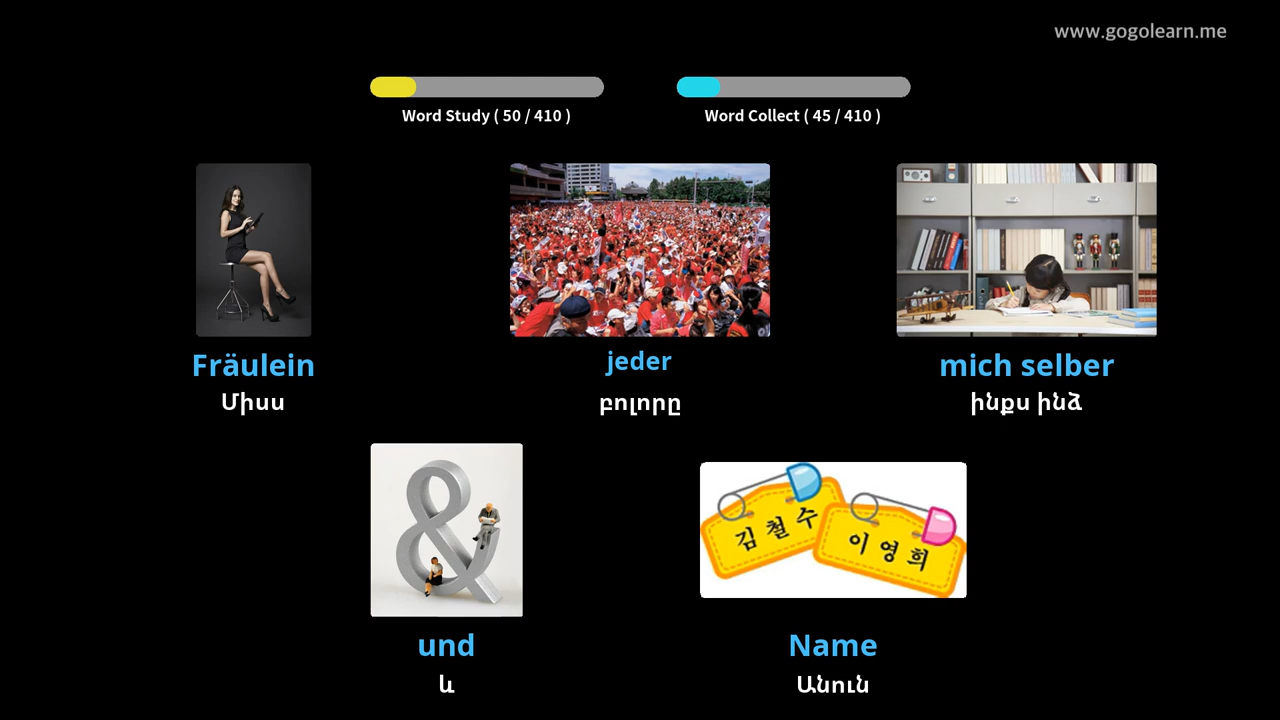 www.gogolearn.me
Word Study ( 50 / 410 )
Word Collect ( 45 / 410 )
Fräulein
Միսս
jeder
բոլորը
mich selber
ինքս ինձ
und
և
김철수
이영희
Name
Անուն